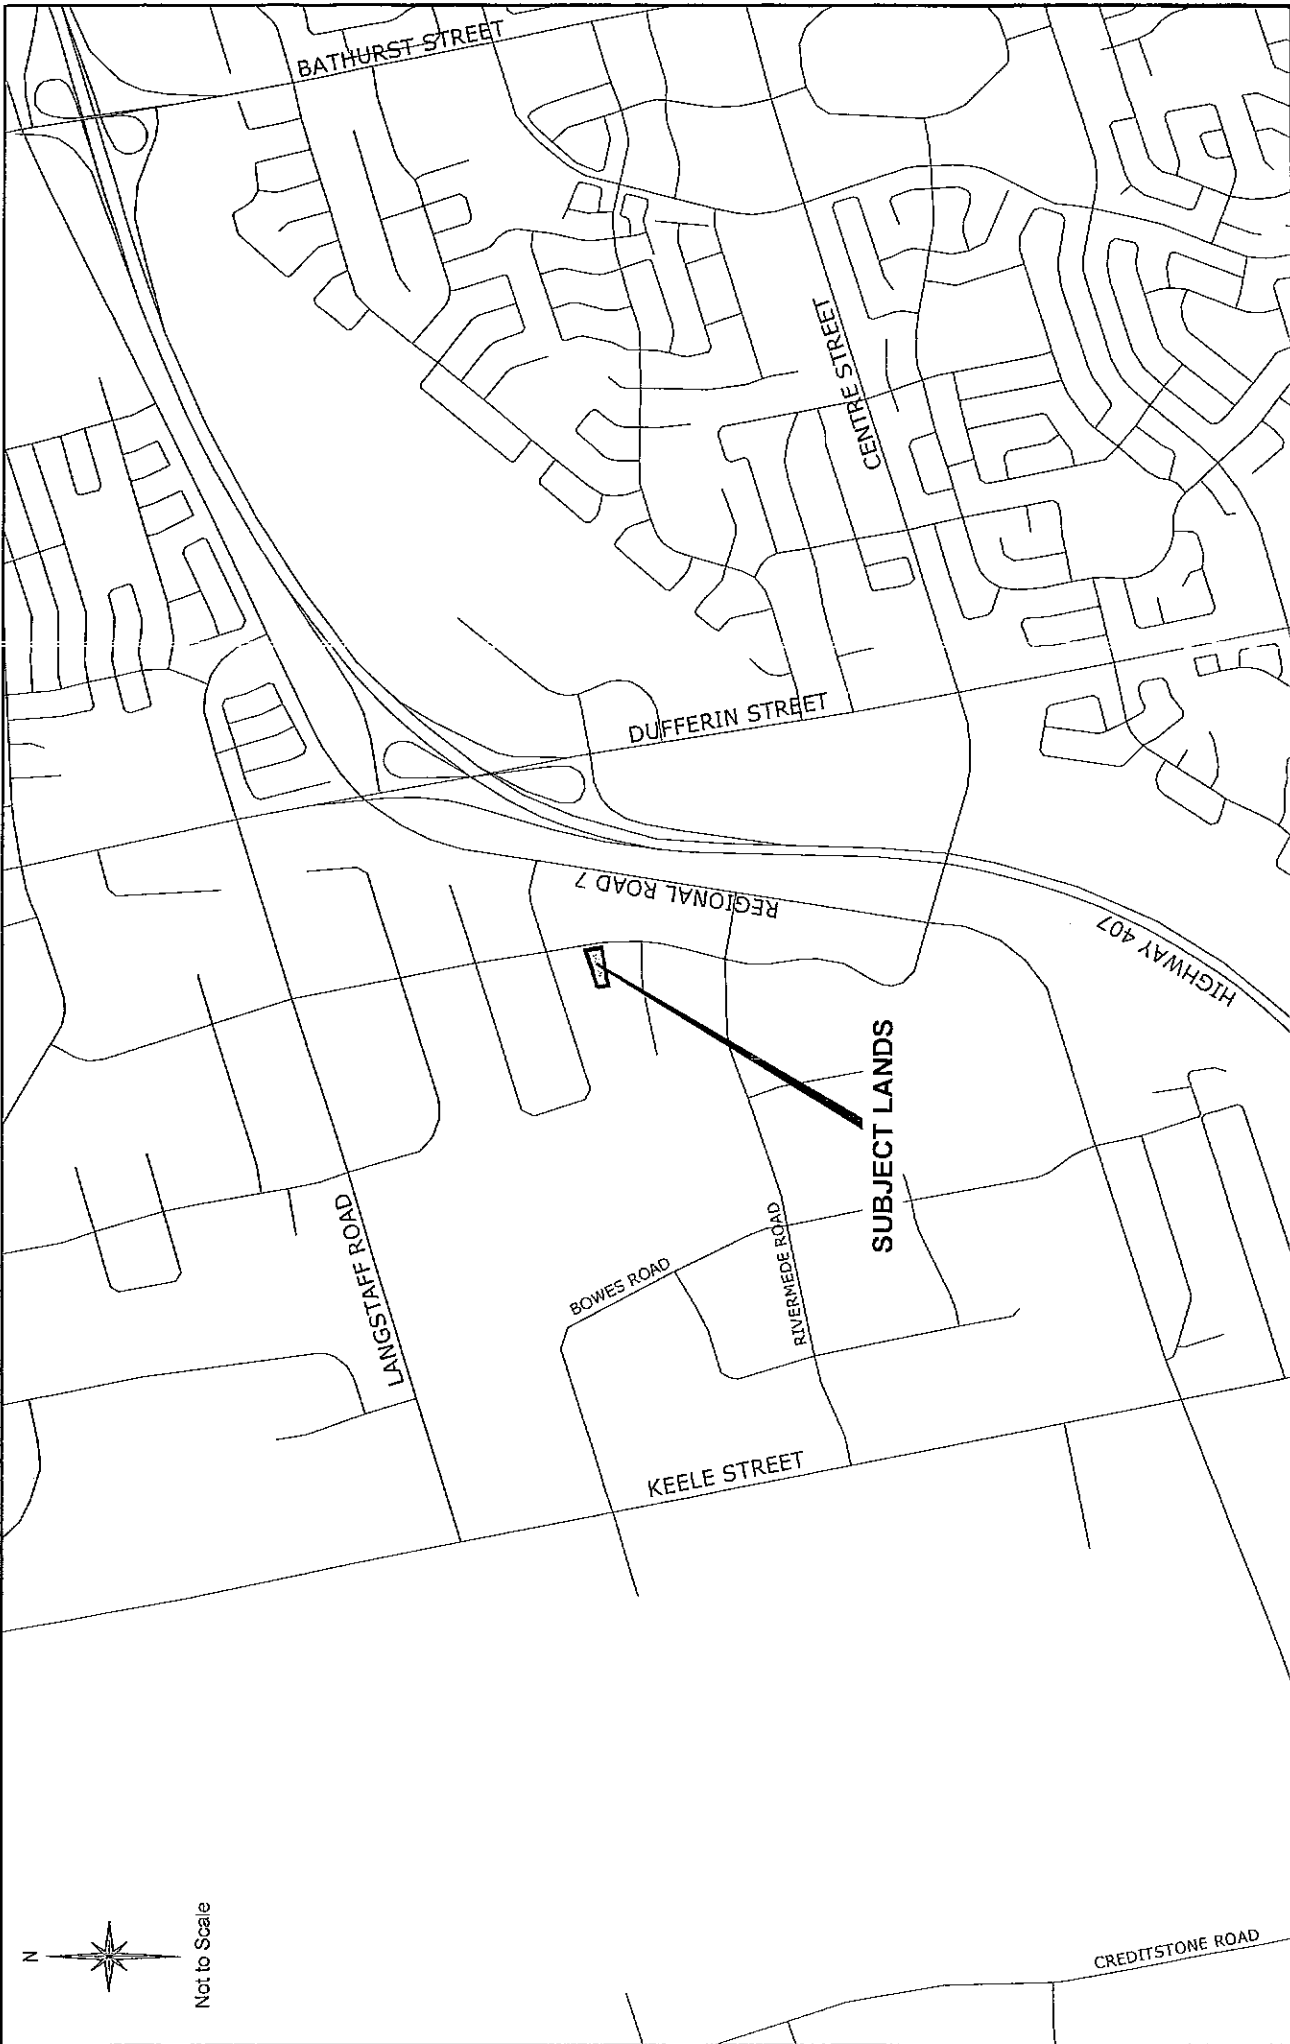 BATHURST STREET
CENTRE STREET
DUFFERIN STREET
REGIONAL ROAD 7
HIGHWAY 407
SUBJECT LANDS
LANGSTAFF ROAD
BOWES ROAD
RIVERMEDE ROAD
KEELE STREET
N
Not to Scale
CREDITSTONE ROAD